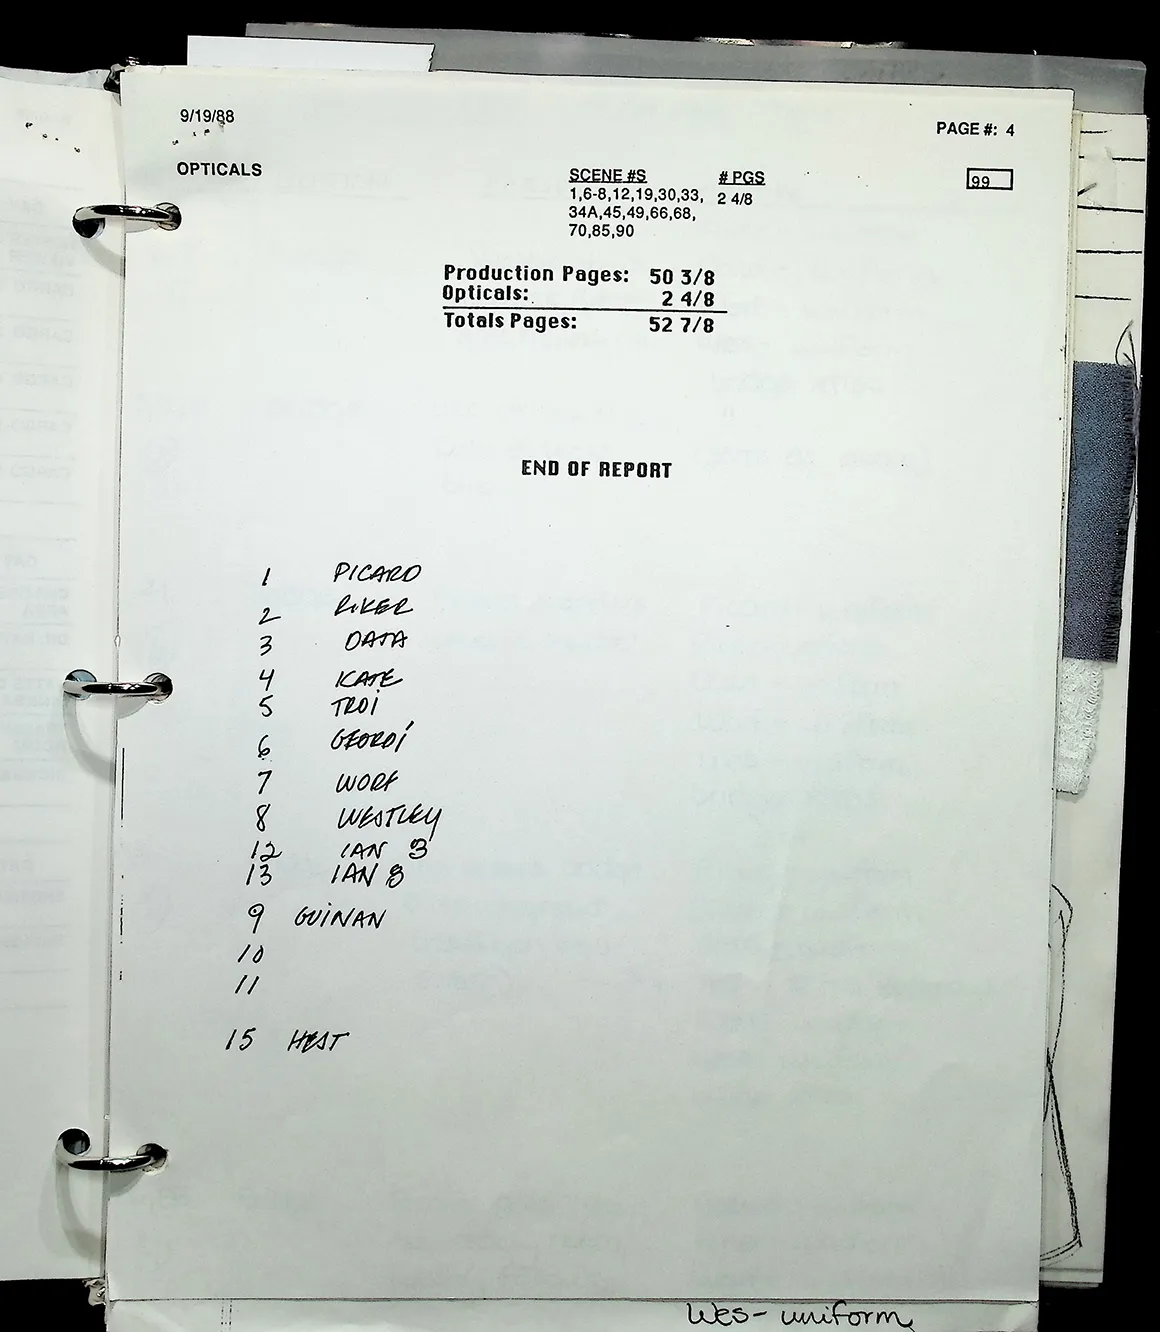 9/19/88
PAGE #: 4
OPTICALS
SCENE #S # PGS
1,6-8,12,19,30,33, 2 4/8
34A,45,49,66,68,
70,85,90
99
Production Pages: 50 3/8
Opticals: 2 4/8
Totals Pages: 52 7/8
END OF REPORT
1 PICARD
2 RIKER
3 DATA
4 KATE
5 TROI
6 GEORDI
7 WORF
8 WESTLEY
12 IAN 3
13 IAN 8
9 GUINAN
10
11
15 HEST
Wes- uniform